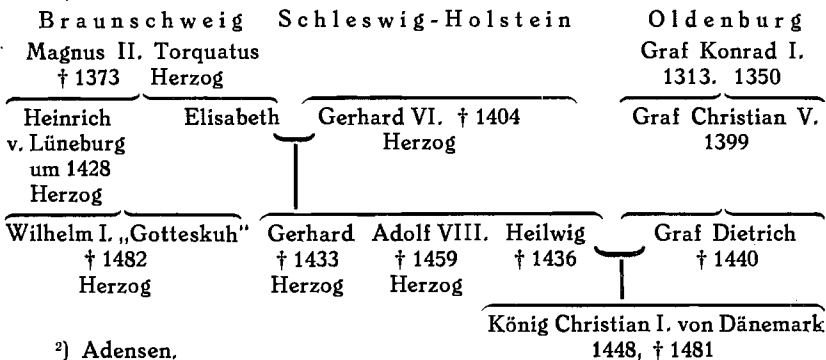 Braunschweig Schleswig-Holstein Oldenburg
Magnus II. Torquatus Graf Konrad I.
† 1373 Herzog 1313. 1350
Heinrich Elisabeth Gerhard VI. † 1404 Graf Christian V.
v. Lüneburg Herzog 1399
um 1428
Herzog
Wilhelm I. „Gotteskuh" Gerhard Adolf VIII. Heilwig Graf Dietrich
† 1482 † 1433 † 1459 † 1436 † 1440
Herzog Herzog Herzog
König Christian I. von Dänemark
²) Adensen, 1448, † 1481